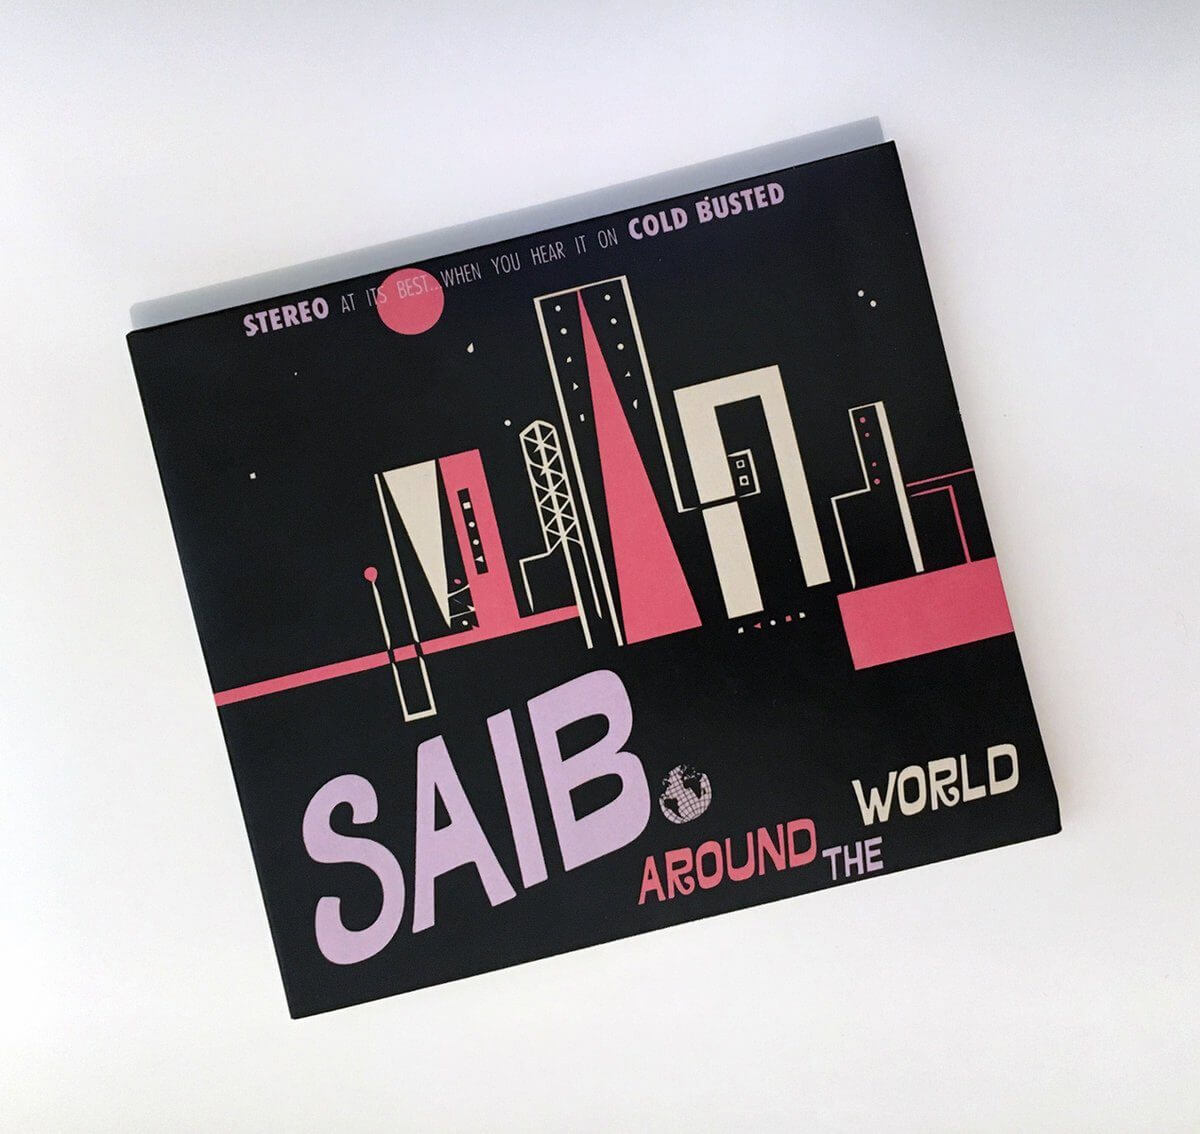 STEREO AT ITS BEST...WHEN YOU HEAR IT ON COLD BUSTED
SAIB.
AROUND THE WORLD